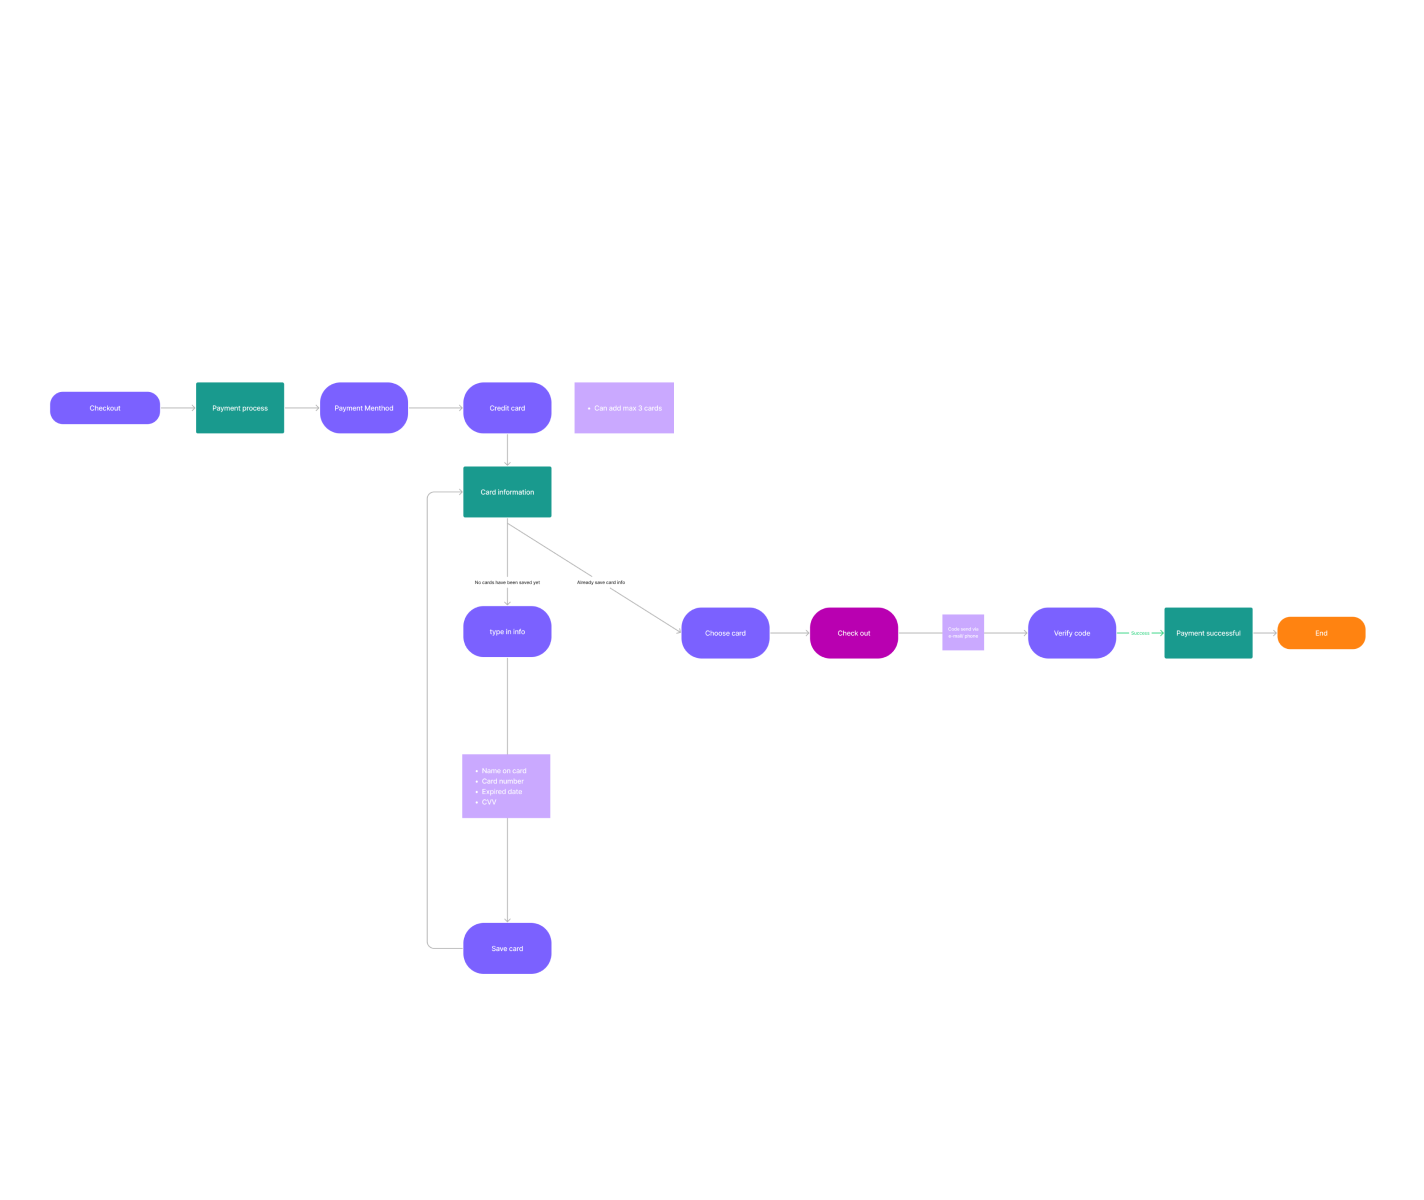 Checkout
Payment process
Payment Menthod
Credit card
• Can add max 3 cards
Card information
No cards have been saved yet
Already save card info
type in info
Choose card
Check out
Code send via
e-mail/ phone
Verify code
Success
Payment successful
End
• Name on card
• Card number
• Expired date
• CVV
Save card